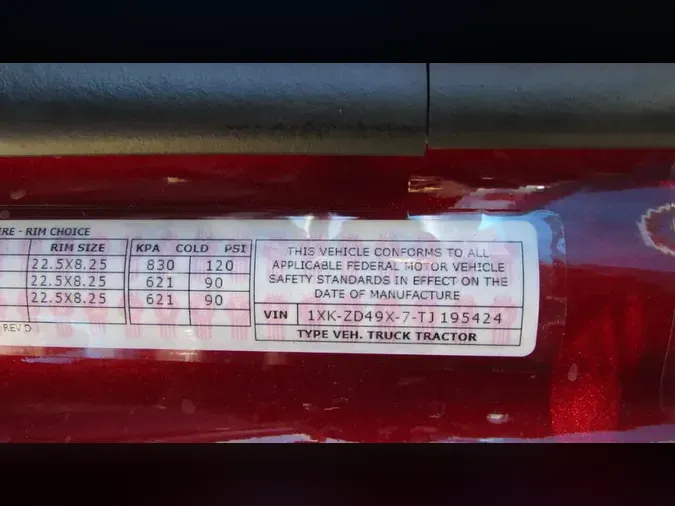 IRE - RIM CHOICE
RIM SIZE KPA COLD PSI
22.5X8.25 830 120
22.5X8.25 621 90
22.5X8.25 621 90
REV D
THIS VEHICLE CONFORMS TO ALL
APPLICABLE FEDERAL MOTOR VEHICLE
SAFETY STANDARDS IN EFFECT ON THE
DATE OF MANUFACTURE
VIN 1XK-ZD49X-7-TJ 195424
TYPE VEH. TRUCK TRACTOR